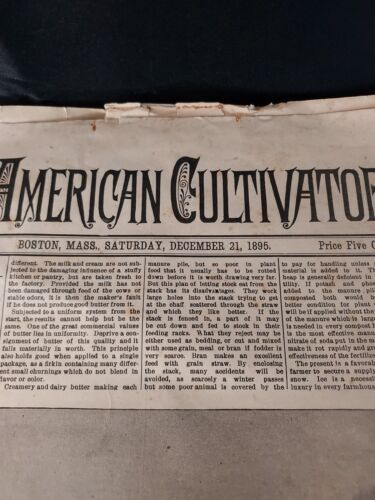 AMERICAN CULTIVATOR
BOSTON, MASS., SATURDAY, DECEMBER 21, 1895.
Price Five
different. The milk and cream are not sub-
jected to the damaging influence of a stuffy
kitchen or pantry, but are taken fresh to
the factory. Provided the milk has not
been damaged through feed of the cows or
stable odors, it is then the maker's fault
if he does not produce good butter from it.
Subjected to a uniform system from the
start, the results cannot help but be the
same. One of the great commercial values
of butter lies in uniformity. Deprive a con-
signment of butter of this quality and it
falls materially in worth. This principle
also holds good when applied to a single
package, as a firkin containing many differ-
ent small churnings which do not blend in
flavor or color.
Creamery and dairy butter making each
manure pile, but so poor in plant
food that it usually has to be rotted
down before it is worth drawing very far.
But this plan of letting stock eat from the
stack has its disadvantages. They work
large holes into the stack trying to get
at the chaff scattered through the straw
and which they like better. If the
stack is fenced in, a part of it may
be cut down and fed to stock in their
feeding racks. What they reject may be
either used as bedding, or cut and mixed
with some grain, meal or bran if fodder is
very scarce. Bran makes an excellent
feed with grain straw. By enclosing
the stack, many accidents will be
avoided, as scarcely a winter passes
but some poor animal is covered by the
to pay for handling unless
material is added to it. Th
heap is generally deficient in
tility. If potash and phosp
added to the manure pil
composted both would b
better condition for plant
will be if applied without the
of the manure which is largel
is needed in every compost
is the most effective manu
nitrate of soda put in the m
make it rot rapidly and gre
effectiveness of the fertilize
The present is a favorab
farmer to secure a supply
snow. Ice is a necessi
luxury in every farmhouse